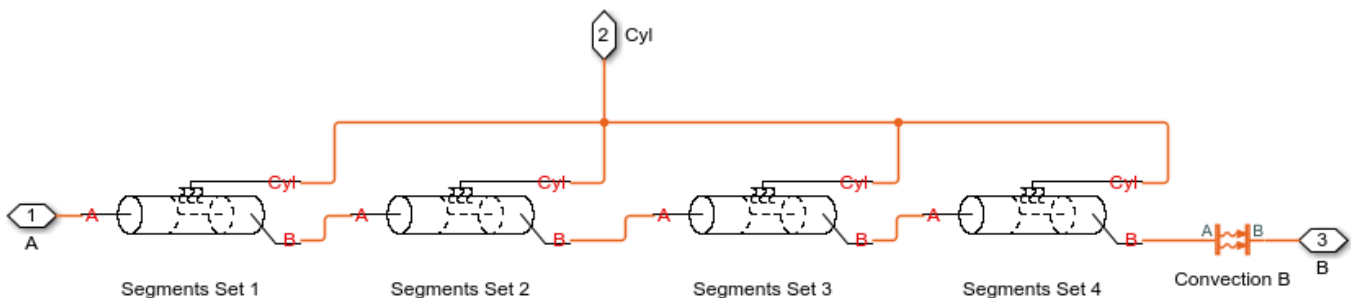 2 Cyl
Cyl Cyl Cyl Cyl
1 A A A A
A B B B B A B 3
B
Convection B
Segments Set 1 Segments Set 2 Segments Set 3 Segments Set 4